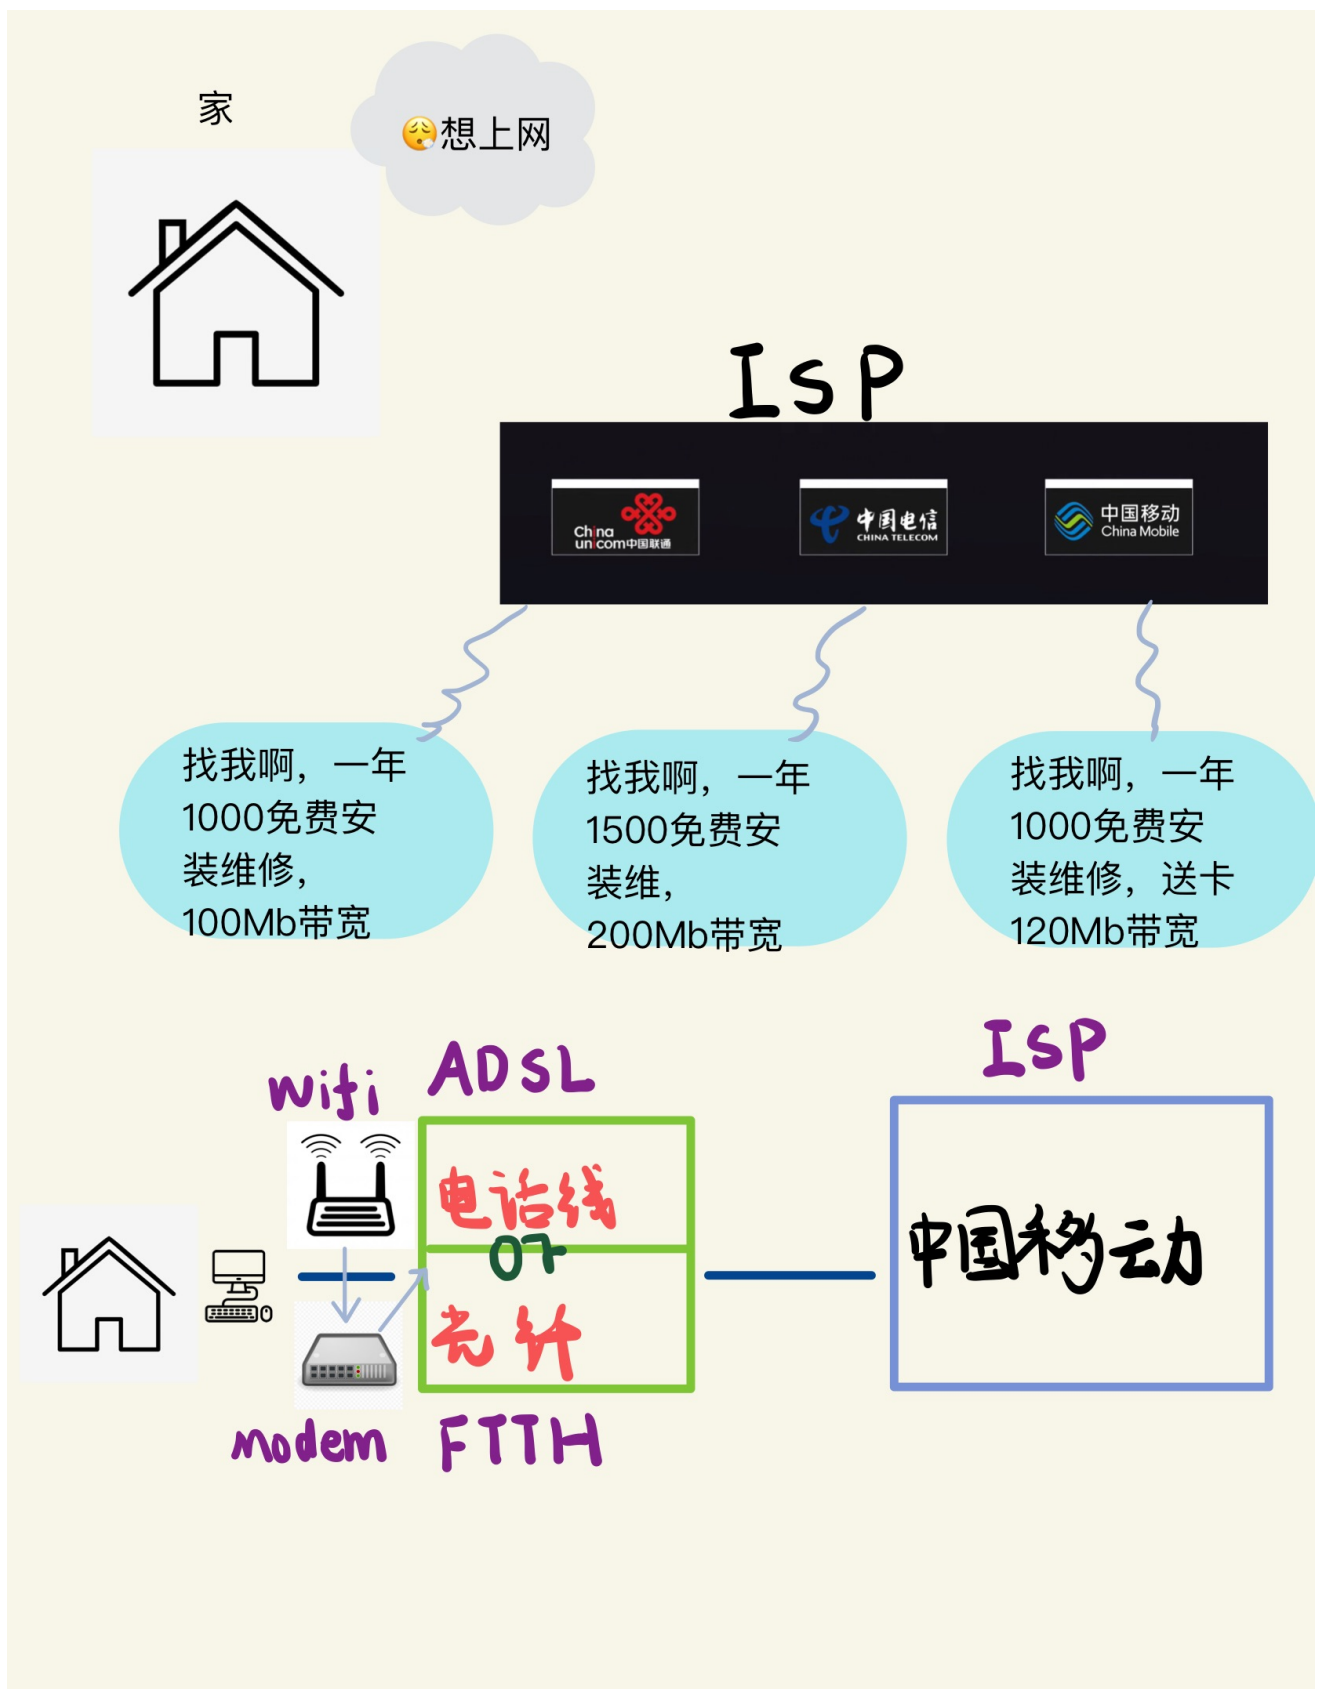 家
想上网
ISP
China
unicom中国联通
中国电信
CHINA TELECOM
中国移动
China Mobile
找我啊，一年
1000免费安
装维修，
100Mb带宽
找我啊，一年
1500免费安
装维，
200Mb带宽
找我啊，一年
1000免费安
装维修，送卡
120Mb带宽
Wifi
ADSL
ISP
电话线
or
光纤
中国移动
modem
FTTH